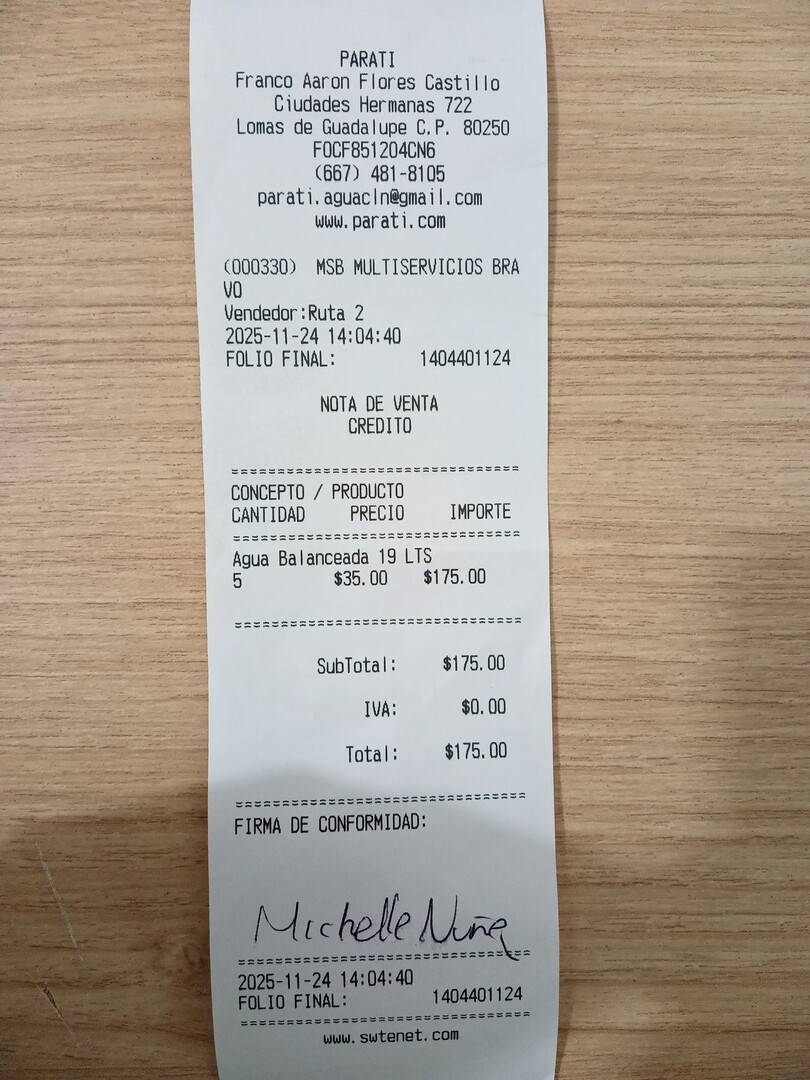 PARATI
Franco Aaron Flores Castillo
Ciudades Hermanas 722
Lomas de Guadalupe C.P. 80250
FOCF851204CN6
(667) 481-8105
parati.aguacln@gmail.com
www.parati.com
(000330) MSB MULTISERVICIOS BRA
VO
Vendedor:Ruta 2
2025-11-24 14:04:40
FOLIO FINAL: 1404401124
NOTA DE VENTA
CREDITO
CONCEPTO / PRODUCTO
CANTIDAD PRECIO IMPORTE
Agua Balanceada 19 LTS
5 $35.00 $175.00
SubTotal: $175.00
IVA: $0.00
Total: $175.00
FIRMA DE CONFORMIDAD:
Michelle
2025-11-24 14:04:40
FOLIO FINAL: 1404401124
www.swtenet.com